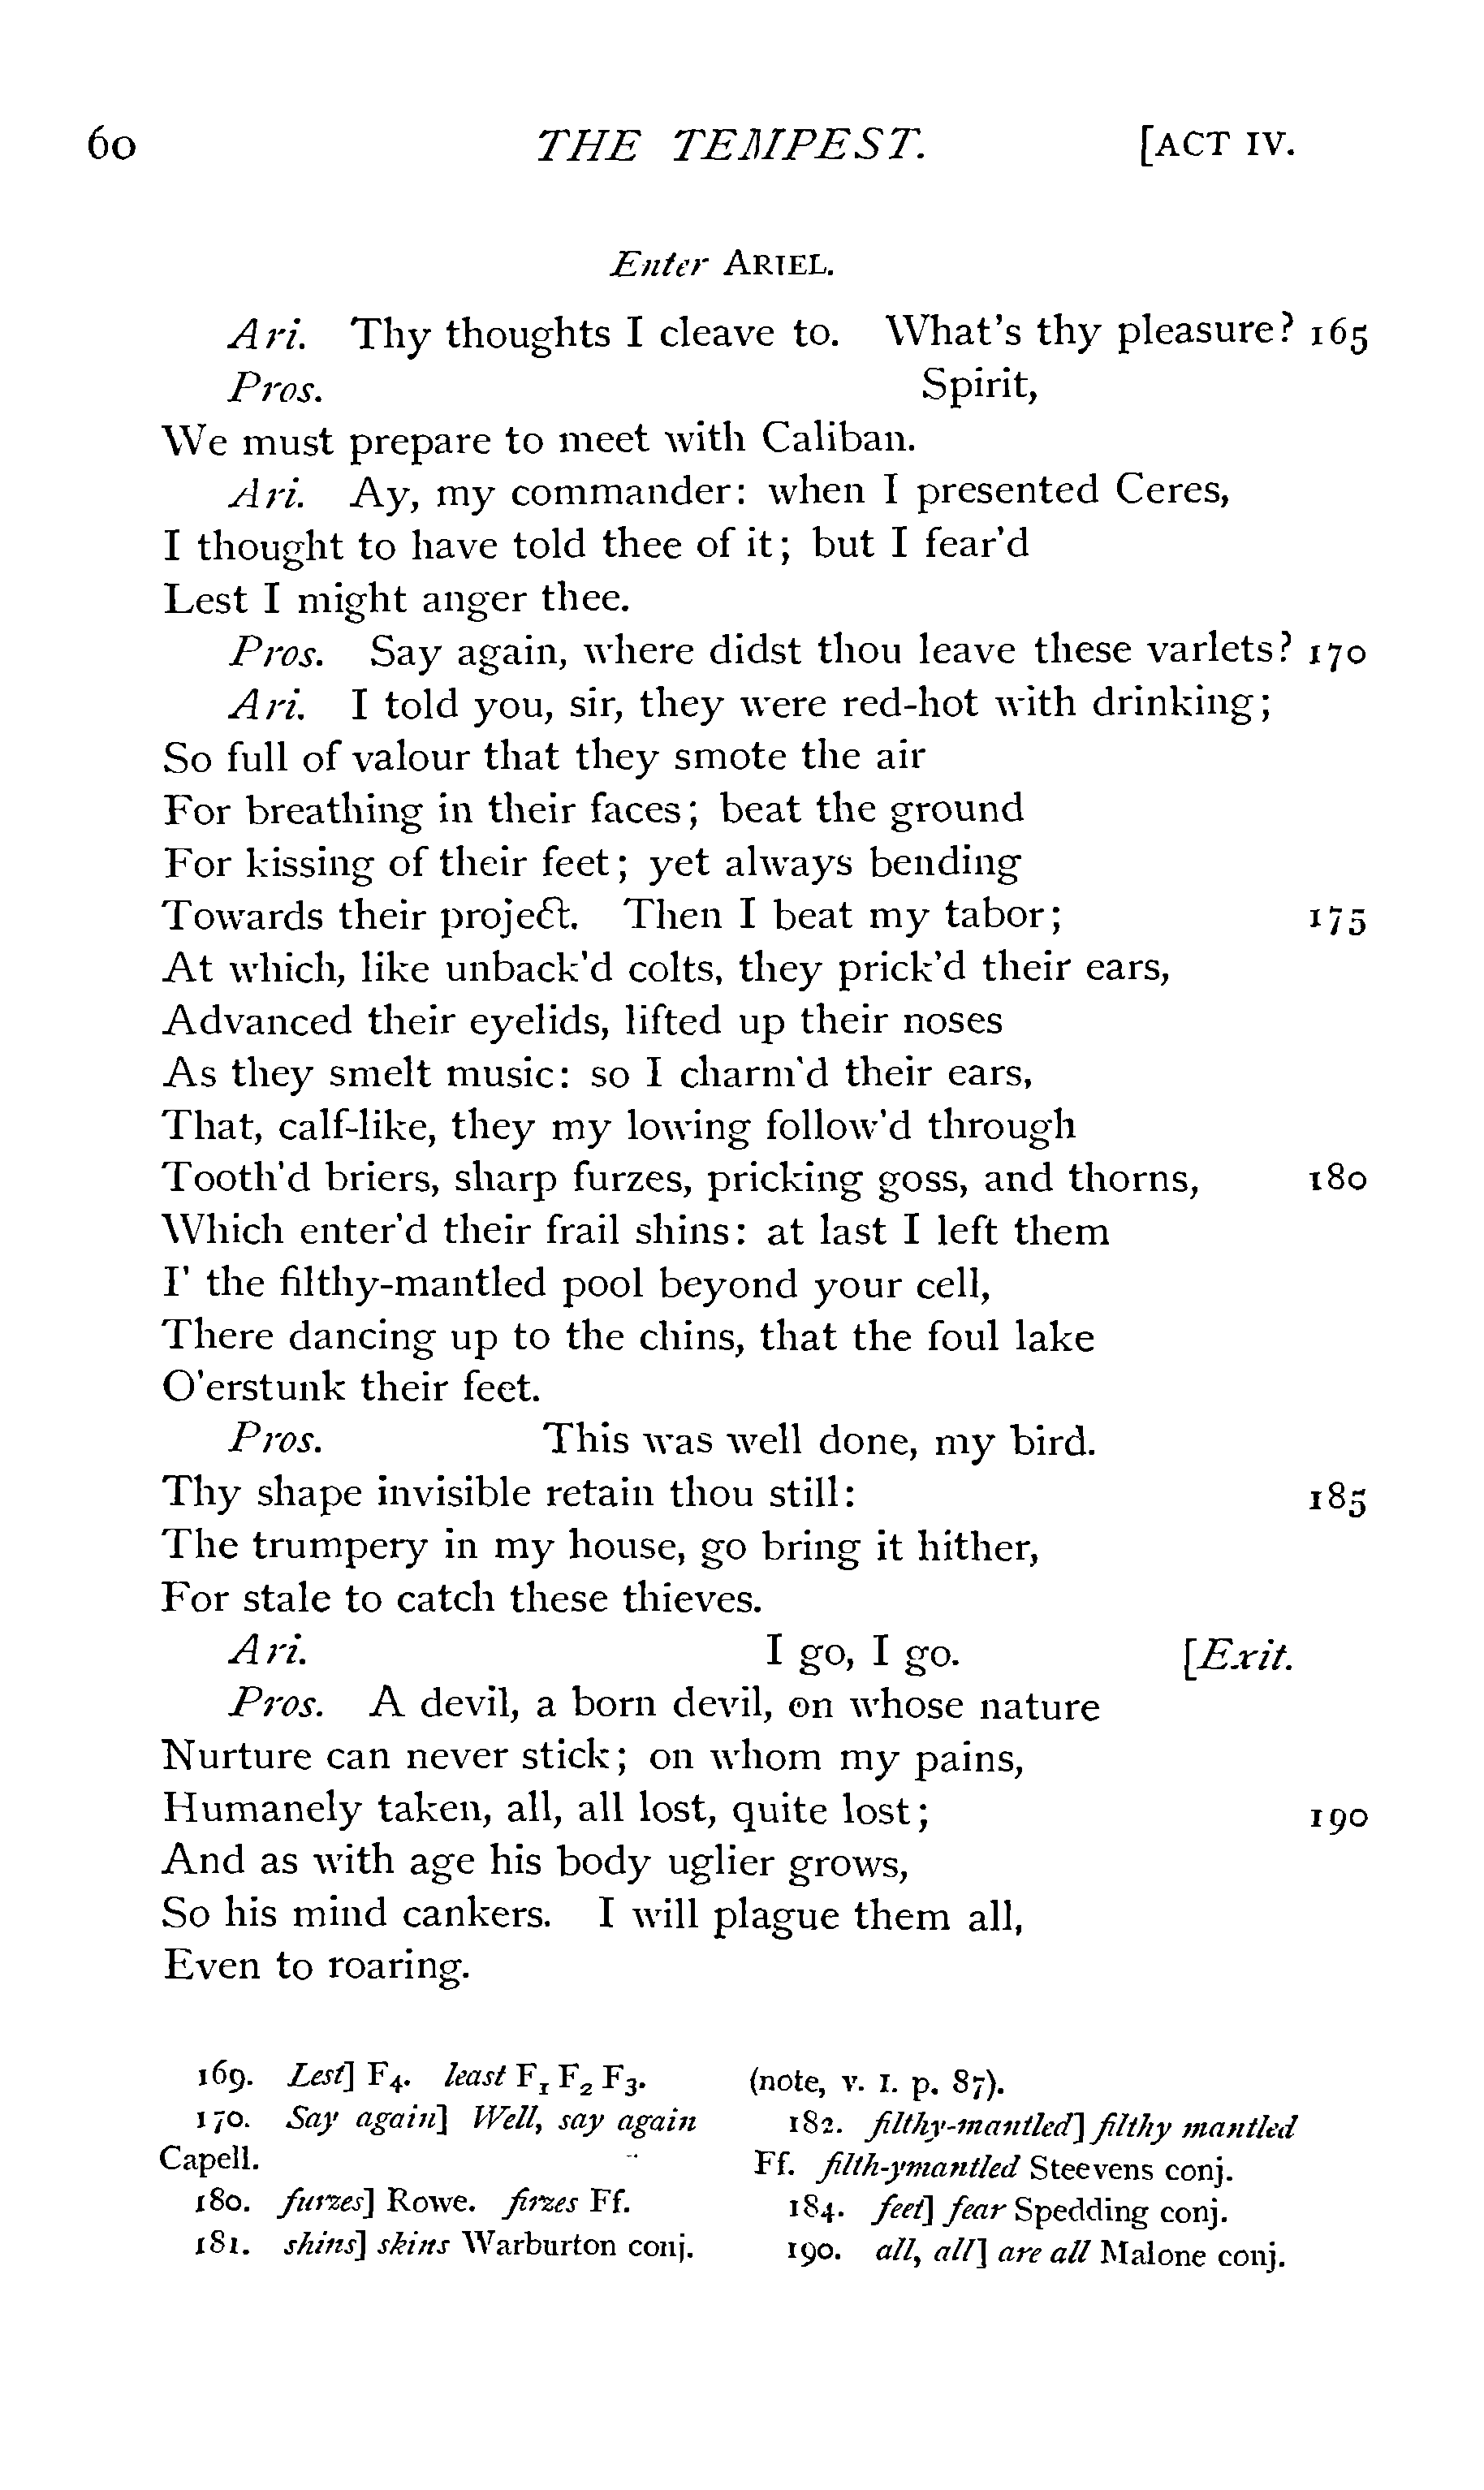 60 THE TEMPEST. [ACT IV.
Enter ARIEL.
Ari. Thy thoughts I cleave to. What's thy pleasure? 165
Pros. Spirit,
We must prepare to meet with Caliban.
Ari. Ay, my commander: when I presented Ceres,
I thought to have told thee of it; but I fear'd
Lest I might anger thee.
Pros. Say again, where didst thou leave these varlets? 170
Ari. I told you, sir, they were red-hot with drinking;
So full of valour that they smote the air
For breathing in their faces; beat the ground
For kissing of their feet; yet always bending
Towards their project. Then I beat my tabor; 175
At which, like unback'd colts, they prick'd their ears,
Advanced their eyelids, lifted up their noses
As they smelt music: so I charm'd their ears,
That, calf-like, they my lowing follow'd through
Tooth'd briers, sharp furzes, pricking goss, and thorns, 180
Which enter'd their frail shins: at last I left them
I' the filthy-mantled pool beyond your cell,
There dancing up to the chins, that the foul lake
O'erstunk their feet.
Pros. This was well done, my bird.
Thy shape invisible retain thou still: 185
The trumpery in my house, go bring it hither,
For stale to catch these thieves.
Ari. I go, I go. [Exit.
Pros. A devil, a born devil, on whose nature
Nurture can never stick; on whom my pains,
Humanely taken, all, all lost, quite lost; 190
And as with age his body uglier grows,
So his mind cankers. I will plague them all,
Even to roaring.
169. Lest] F4. least F1 F2 F3.
170. Say again] Well, say again
Capell.
180. furzes] Rowe. firzes Ff.
181. shins] skins Warburton conj.
(note, v. 1. p. 87).
182. filthy-mantled] filthy mantled
Ff. filth-ymantled Steevens conj.
184. feet] fear Spedding conj.
190. all, all] are all Malone conj.